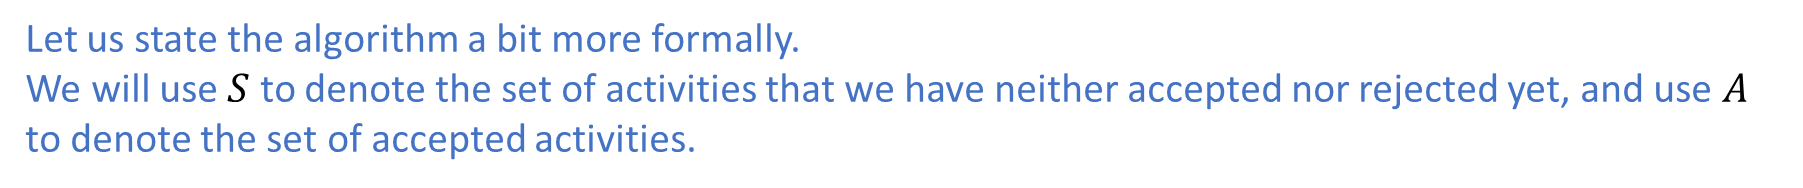 Let us state the algorithm a bit more formally.
We will use S to denote the set of activities that we have neither accepted nor rejected yet, and use A
to denote the set of accepted activities.